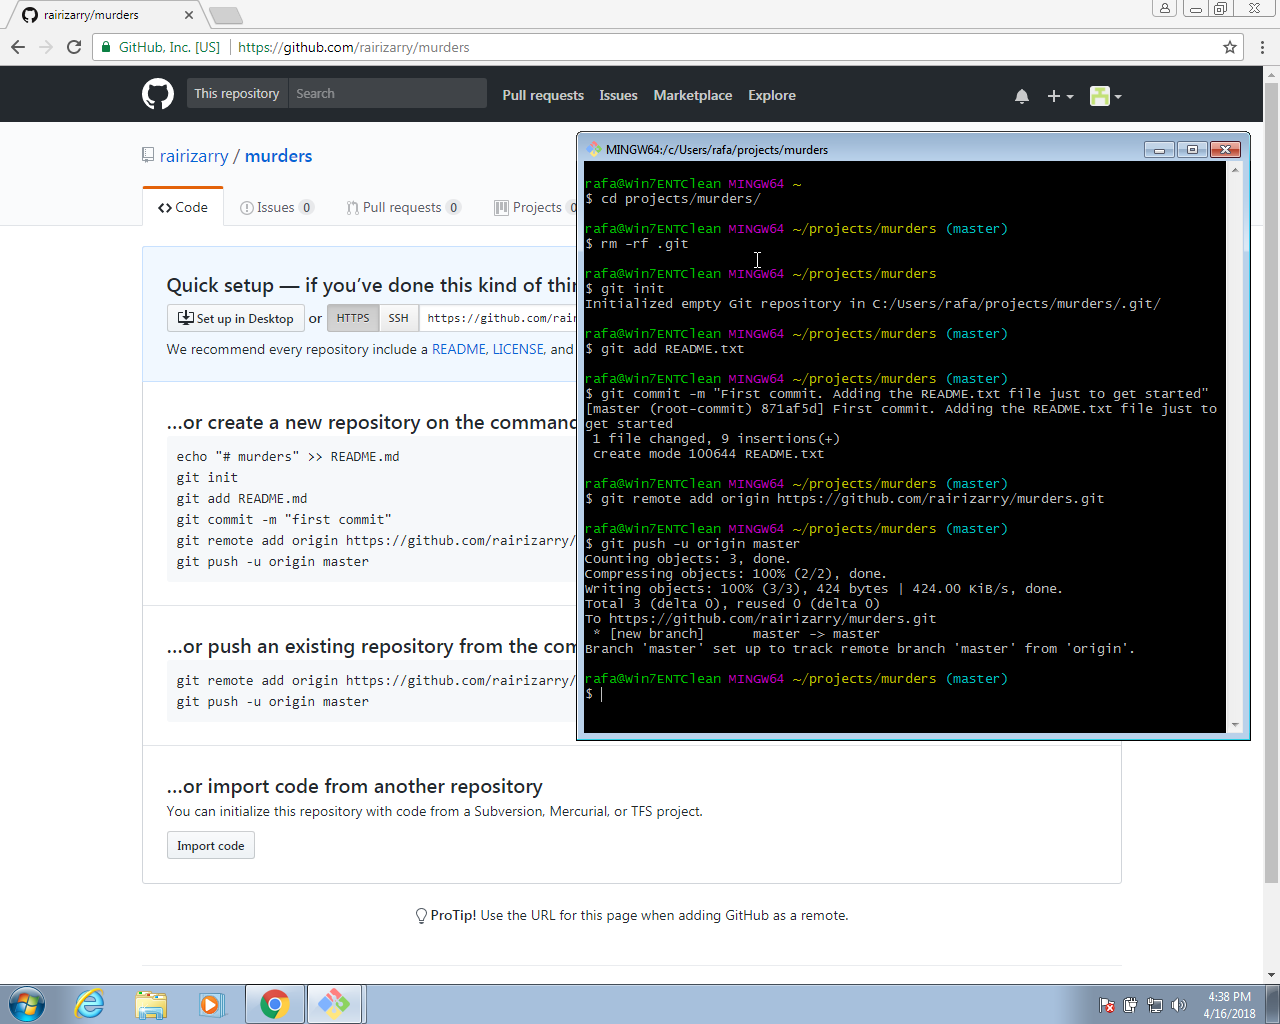 rairizarry/murders
GitHub, Inc. [US] https://github.com/rairizarry/murders
This repository Search Pull requests Issues Marketplace Explore
rairizarry / murders
Code Issues 0 Pull requests 0 Projects 0
Quick setup — if you've done this kind of thin
Set up in Desktop or HTTPS SSH https://github.com/rair
We recommend every repository include a README, LICENSE, and
...or create a new repository on the command
echo "# murders" >> README.md
git init
git add README.md
git commit -m "first commit"
git remote add origin https://github.com/rairizarry/
git push -u origin master
...or push an existing repository from the com
git remote add origin https://github.com/rairizarry/
git push -u origin master
...or import code from another repository
You can initialize this repository with code from a Subversion, Mercurial, or TFS project.
Import code
ProTip! Use the URL for this page when adding GitHub as a remote.
MINGW64:/c/Users/rafa/projects/murders
rafa@Win7ENTClean MINGW64 ~
$ cd projects/murders/
rafa@Win7ENTClean MINGW64 ~/projects/murders (master)
$ rm -rf .git
rafa@Win7ENTClean MINGW64 ~/projects/murders
$ git init
Initialized empty Git repository in C:/Users/rafa/projects/murders/.git/
rafa@Win7ENTClean MINGW64 ~/projects/murders (master)
$ git add README.txt
rafa@Win7ENTClean MINGW64 ~/projects/murders (master)
$ git commit -m "First commit. Adding the README.txt file just to get started"
[master (root-commit) 871af5d] First commit. Adding the README.txt file just to
get started
1 file changed, 9 insertions(+)
create mode 100644 README.txt
rafa@Win7ENTClean MINGW64 ~/projects/murders (master)
$ git remote add origin https://github.com/rairizarry/murders.git
rafa@Win7ENTClean MINGW64 ~/projects/murders (master)
$ git push -u origin master
Counting objects: 3, done.
Compressing objects: 100% (2/2), done.
Writing objects: 100% (3/3), 424 bytes | 424.00 KiB/s, done.
Total 3 (delta 0), reused 0 (delta 0)
To https://github.com/rairizarry/murders.git
* [new branch] master -> master
Branch 'master' set up to track remote branch 'master' from 'origin'.
rafa@Win7ENTClean MINGW64 ~/projects/murders (master)
$
4:38 PM
4/16/2018